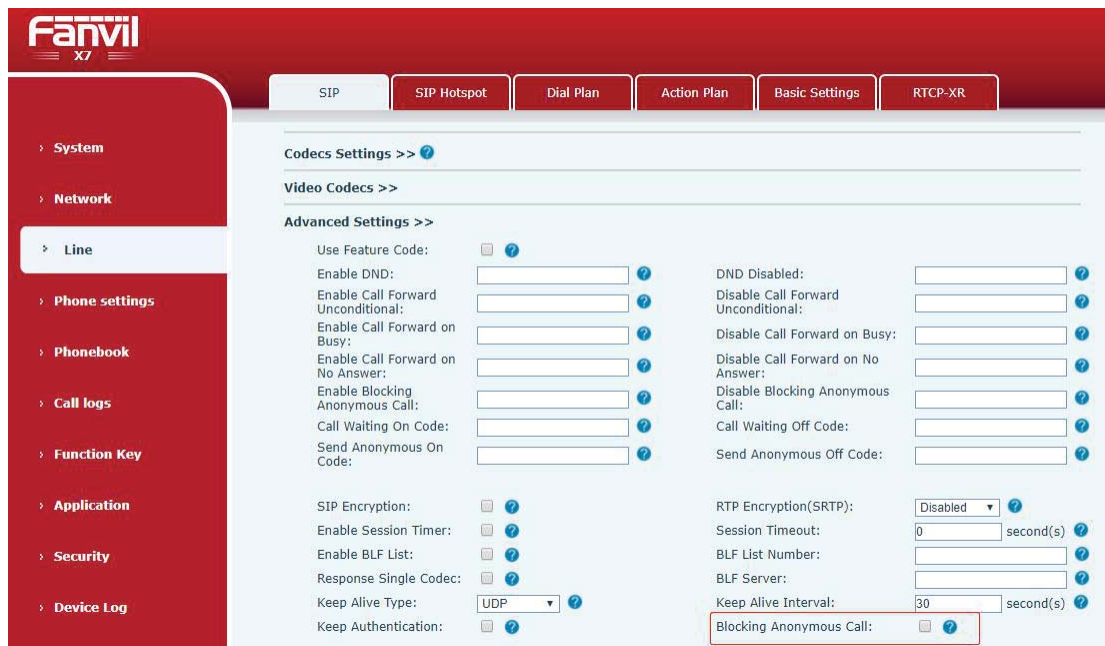 Fanvil
X7
SIP
SIP Hotspot
Dial Plan
Action Plan
Basic Settings
RTCP-XR
› System
› Network
› Line
› Phone settings
› Phonebook
› Call logs
› Function Key
› Application
› Security
› Device Log
Codecs Settings >> ?
Video Codecs >>
Advanced Settings >>
Use Feature Code: ?
Enable DND: ? DND Disabled: ?
Enable Call Forward
Unconditional: ?
Disable Call Forward
Unconditional: ?
Enable Call Forward on
Busy: ?
Disable Call Forward on Busy: ?
Enable Call Forward on
No Answer: ?
Disable Call Forward on No
Answer: ?
Enable Blocking
Anonymous Call: ?
Disable Blocking Anonymous
Call: ?
Call Waiting On Code: ? Call Waiting Off Code: ?
Send Anonymous On
Code: ?
Send Anonymous Off Code: ?
SIP Encryption: ? RTP Encryption(SRTP): Disabled ▼ ?
Enable Session Timer: ? Session Timeout: 0 second(s) ?
Enable BLF List: ? BLF List Number: ?
Response Single Codec: ? BLF Server: ?
Keep Alive Type: UDP ▼ ? Keep Alive Interval: 30 second(s) ?
Keep Authentication: ? Blocking Anonymous Call: ?